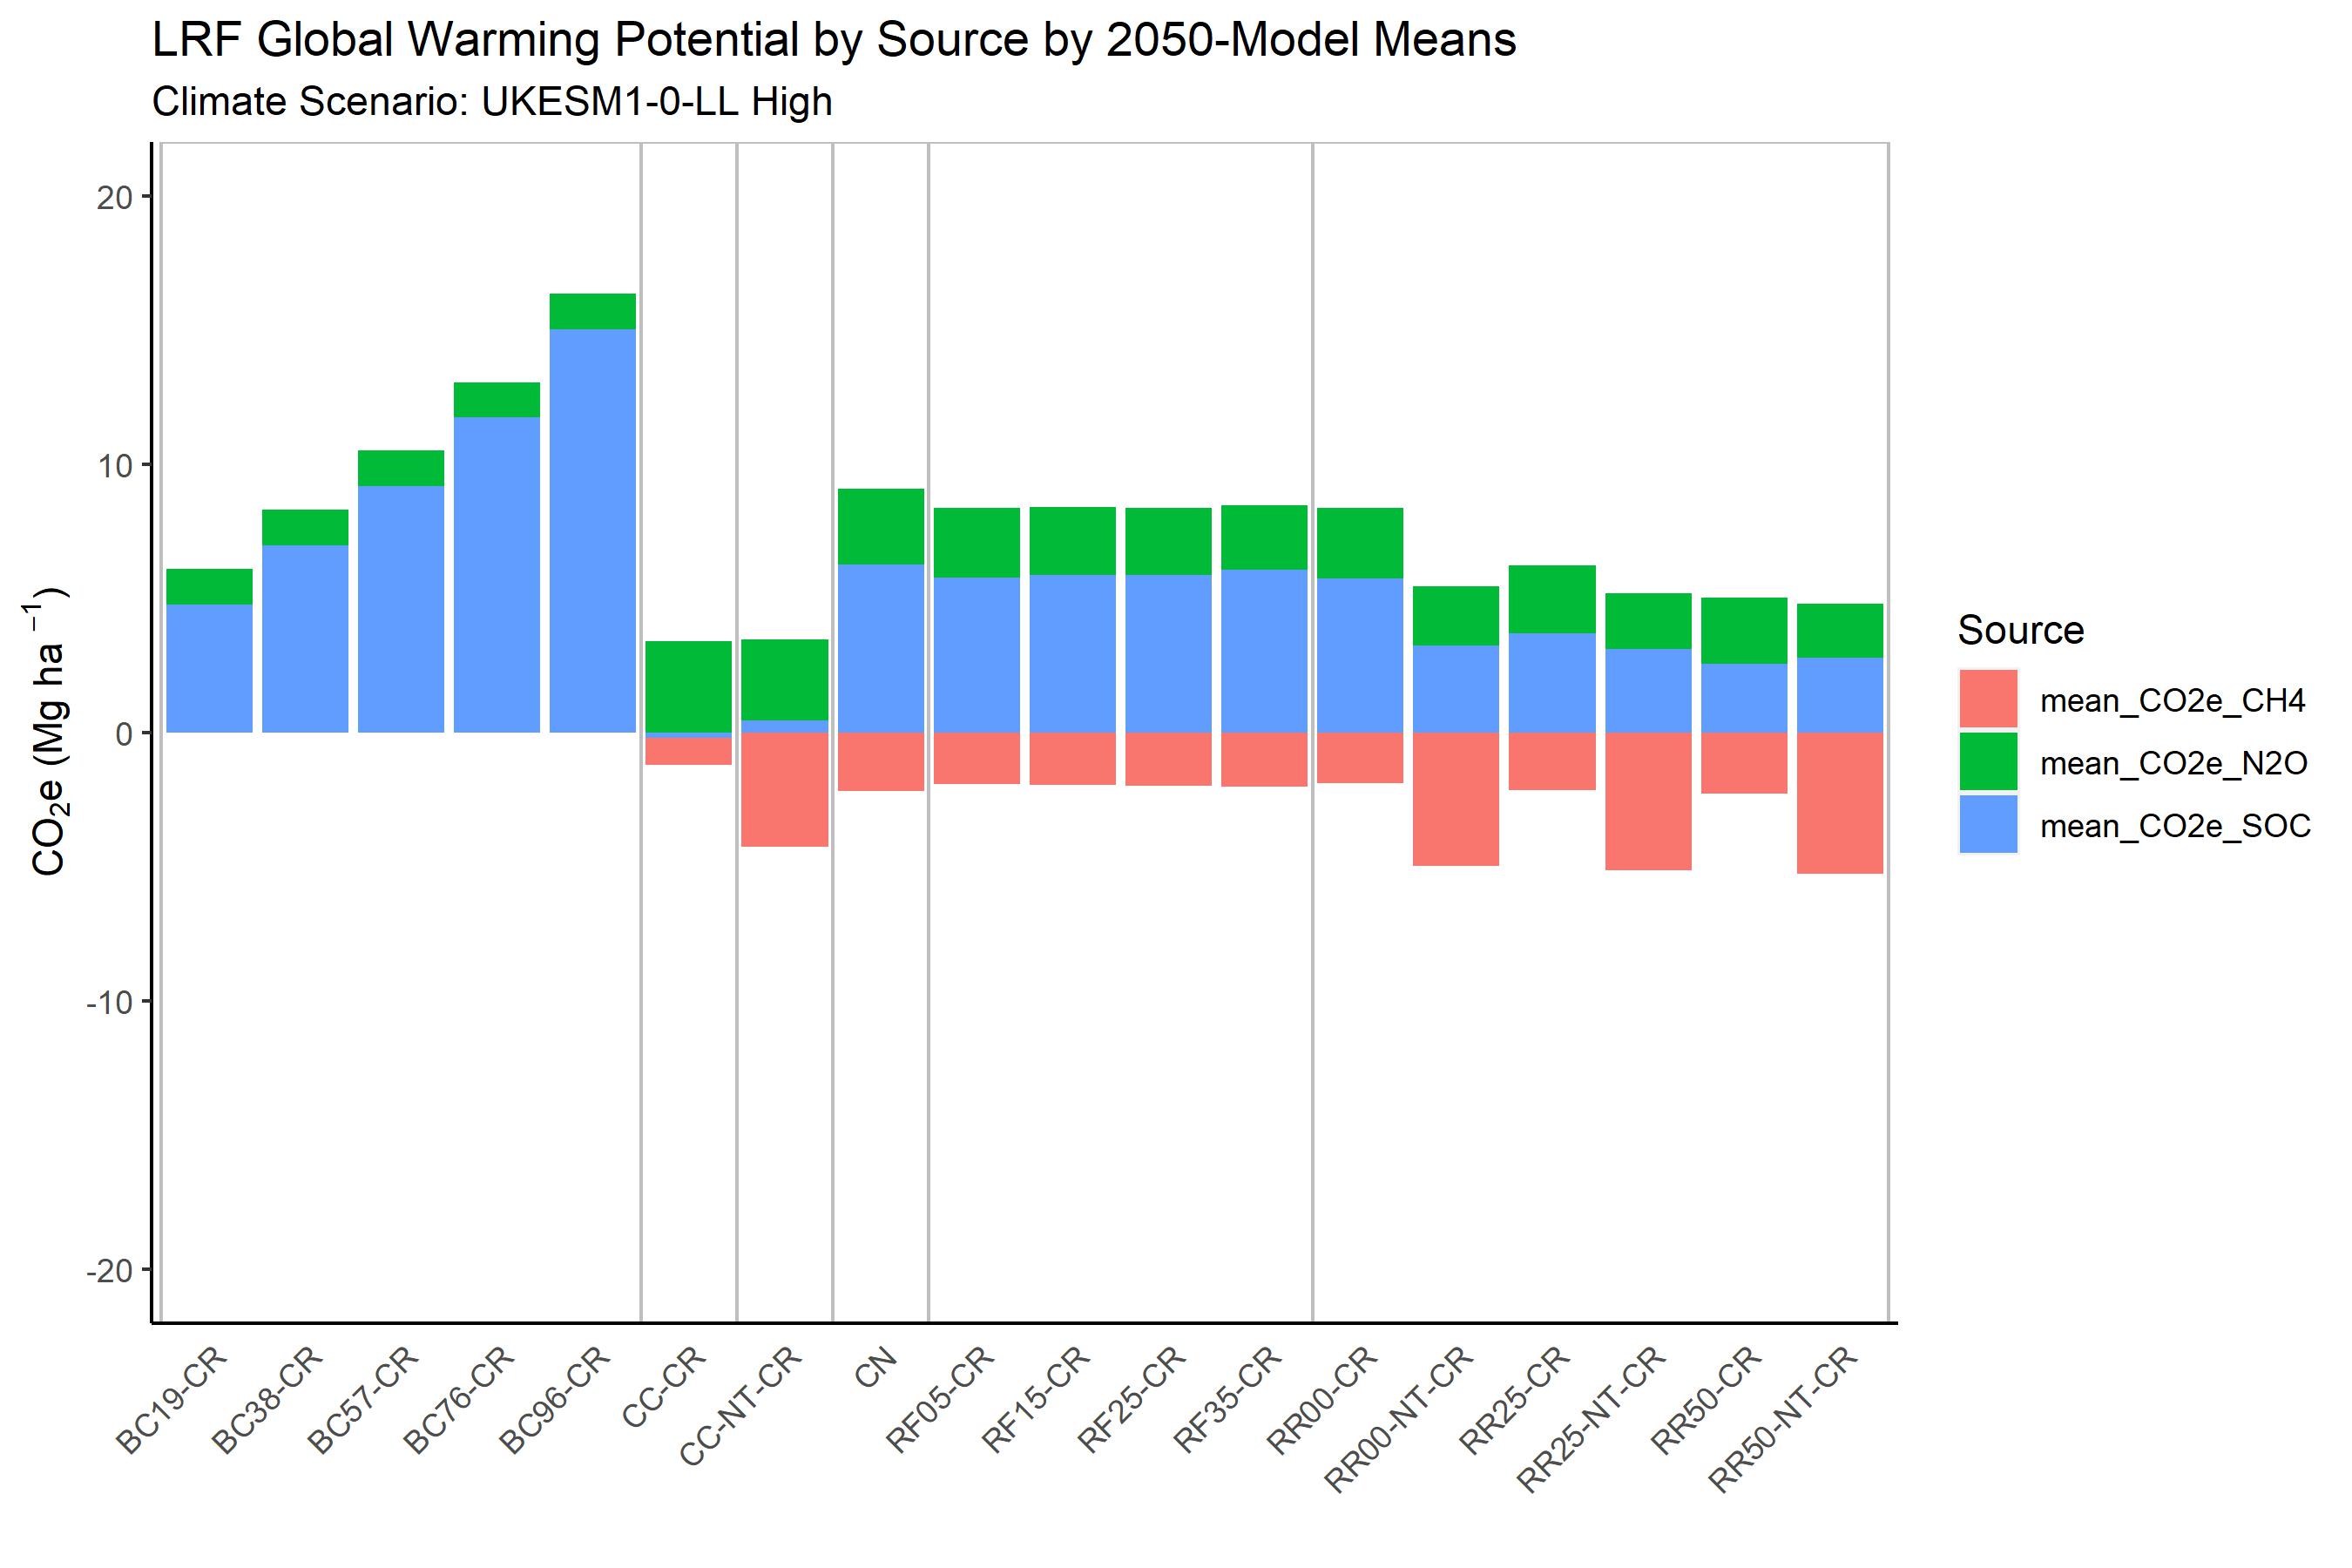 LRF Global Warming Potential by Source by 2050-Model Means
Climate Scenario: UKESM1-0-LL High
CO2e (Mg ha −1)
20
10
0
-10
-20
BC19-CR
BC38-CR
BC57-CR
BC76-CR
BC96-CR
CC-CR
CC-NT-CR
CN
RF05-CR
RF15-CR
RF25-CR
RF35-CR
RR00-CR
RR00-NT-CR
RR25-CR
RR25-NT-CR
RR50-CR
RR50-NT-CR
Source
mean_CO2e_CH4
mean_CO2e_N2O
mean_CO2e_SOC